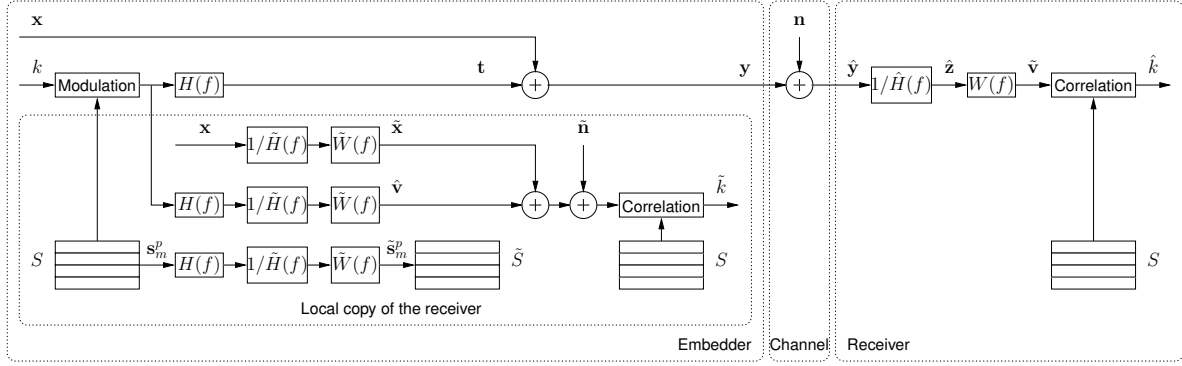 x n
k Modulation H(f) t + y + ŷ 1/Ĥ(f) ẑ W(f) ṽ Correlation k̂
x 1/H̃(f) W̃(f) x̃ ñ
H(f) 1/H̃(f) W̃(f) v̂ + + Correlation k̃
S s_m^p H(f) 1/H̃(f) W̃(f) s̃_m^p S̃ S S
Local copy of the receiver
Embedder Channel Receiver